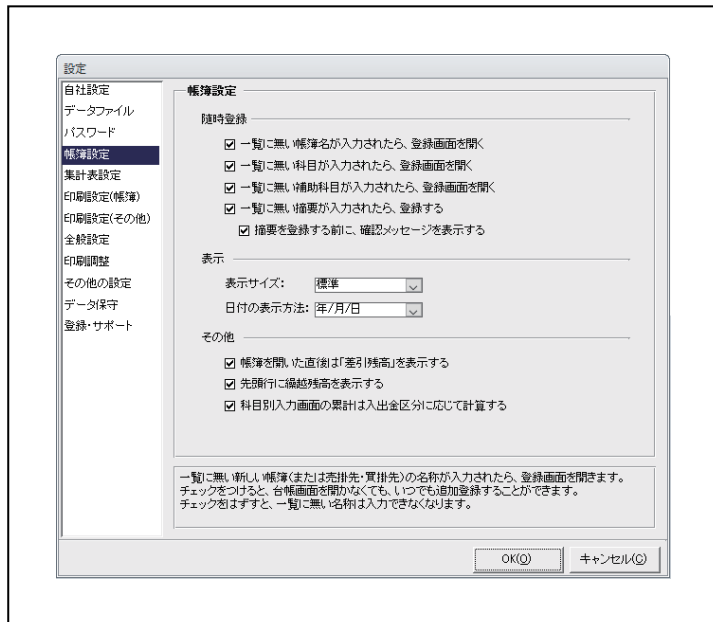 設定
自社設定
データファイル
パスワード
帳簿設定
集計表設定
印刷設定(帳簿)
印刷設定(その他)
全般設定
印刷調整
その他の設定
データ保守
登録・サポート
帳簿設定
随時登録
一覧に無い帳簿名が入力されたら、登録画面を開く
一覧に無い科目が入力されたら、登録画面を開く
一覧に無い補助科目が入力されたら、登録画面を開く
一覧に無い摘要が入力されたら、登録する
摘要を登録する前に、確認メッセージを表示する
表示
表示サイズ: 標準
日付の表示方法: 年/月/日
その他
帳簿を開いた直後は「差引残高」を表示する
先頭行に繰越残高を表示する
科目別入力画面の累計は入出金区分に応じて計算する
一覧に無い新しい帳簿(または売掛先・買掛先)の名称が入力されたら、登録画面を開きます。
チェックをつけると、台帳画面を開かなくても、いつでも追加登録することができます。
チェックをはずすと、一覧に無い名称は入力できなくなります。
OK(O) キャンセル(C)